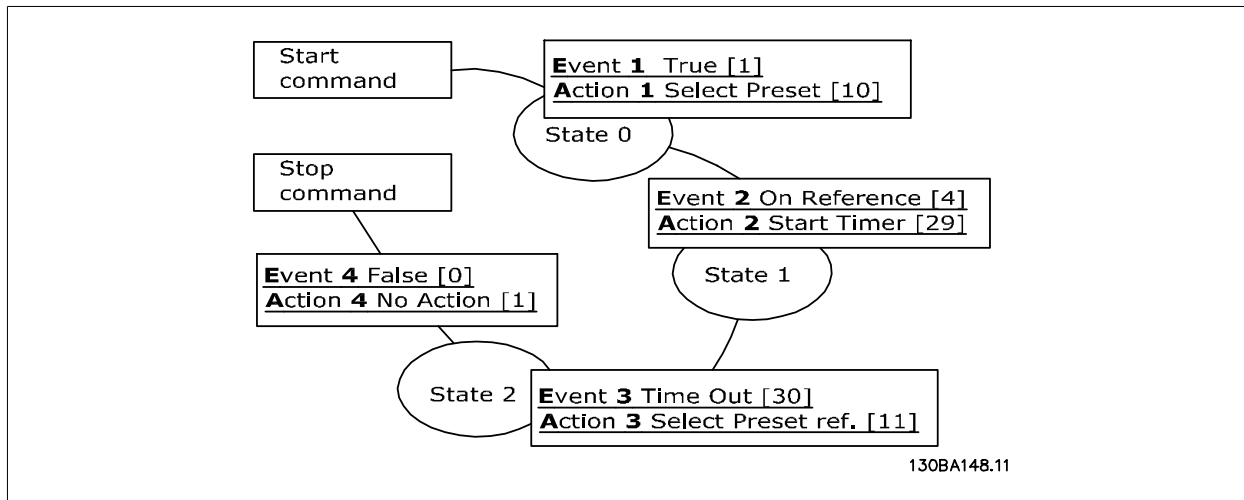 Start
command
Event 1 True [1]
Action 1 Select Preset [10]
State 0
Stop
command
Event 2 On Reference [4]
Action 2 Start Timer [29]
State 1
Event 4 False [0]
Action 4 No Action [1]
State 2
Event 3 Time Out [30]
Action 3 Select Preset ref. [11]
130BA148.11